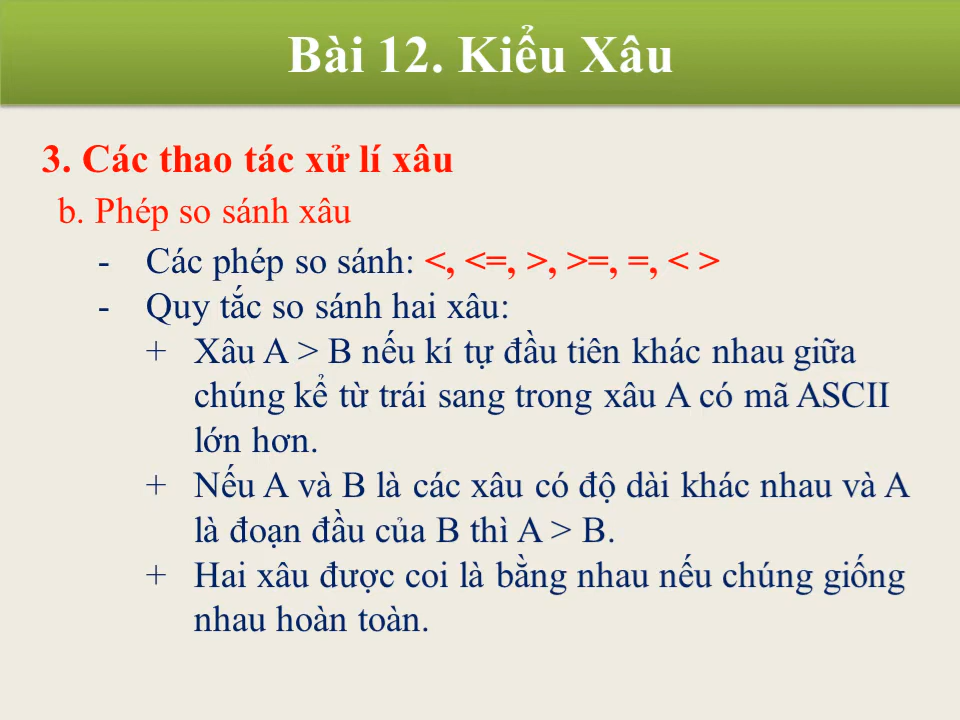 Bài 12. Kiểu Xâu
3. Các thao tác xử lí xâu
b. Phép so sánh xâu
- Các phép so sánh: <, <=, >, >=, =, < >
- Quy tắc so sánh hai xâu:
+ Xâu A > B nếu kí tự đầu tiên khác nhau giữa
chúng kể từ trái sang trong xâu A có mã ASCII
lớn hơn.
+ Nếu A và B là các xâu có độ dài khác nhau và A
là đoạn đầu của B thì A > B.
+ Hai xâu được coi là bằng nhau nếu chúng giống
nhau hoàn toàn.